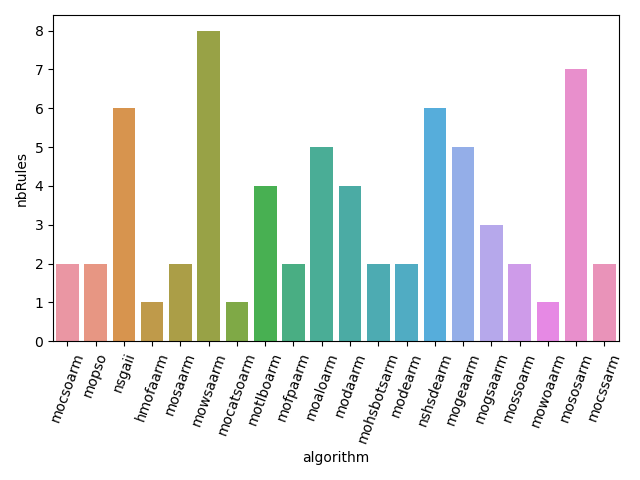 8
7
6
5
4
3
2
1
0
nbRules
mocsoarm
mopso
nsgaii
hmofaarm
mosaarm
mowsaarm
mocatsoarm
motlboarm
mofpaarm
moaloarm
modaarm
mohsbotsarm
modearm
nshsdearm
mogeaarm
mogsaarm
mossoarm
mowoaarm
mososarm
mocssarm
algorithm